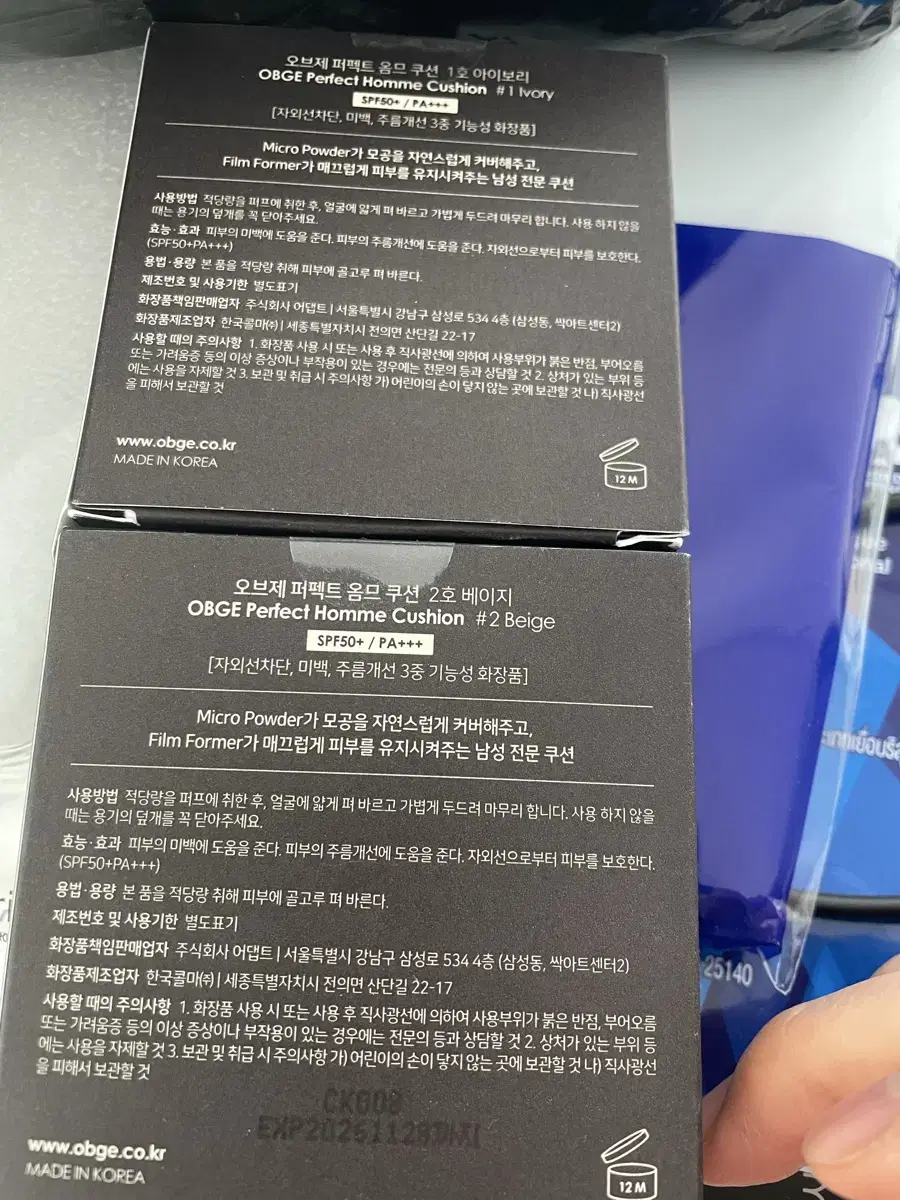 오브제 퍼펙트 옴므 쿠션 1호 아이보리
OBGE Perfect Homme Cushion #1 Ivory
SPF50+ / PA+++
[자외선차단, 미백, 주름개선 3중 기능성 화장품]
Micro Powder가 모공을 자연스럽게 커버해주고,
Film Former가 매끄럽게 피부를 유지시켜주는 남성 전문 쿠션
사용방법 적당량을 퍼프에 취한 후, 얼굴에 얇게 펴 바르고 가볍게 두드려 마무리 합니다. 사용 하지 않을
때는 용기의 덮개를 꼭 닫아주세요.
효능·효과 피부의 미백에 도움을 준다. 피부의 주름개선에 도움을 준다. 자외선으로부터 피부를 보호한다.
(SPF50+PA+++)
용법·용량 본 품을 적당량 취해 피부에 골고루 펴 바른다.
제조번호 및 사용기한 별도표기
화장품책임판매업자 주식회사 어댑트 | 서울특별시 강남구 삼성로 534 4층 (삼성동, 싹아트센터2)
화장품제조업자 한국콜마㈜ | 세종특별자치시 전의면 산단길 22-17
사용할 때의 주의사항 1. 화장품 사용 시 또는 사용 후 직사광선에 의하여 사용부위가 붉은 반점, 부어오름
또는 가려움증 등의 이상 증상이나 부작용이 있는 경우에는 전문의 등과 상담할 것 2. 상처가 있는 부위 등
에는 사용을 자제할 것 3. 보관 및 취급 시 주의사항 가) 어린이의 손이 닿지 않는 곳에 보관할 것 나) 직사광선
을 피해서 보관할 것
www.obge.co.kr
MADE IN KOREA
12 M
오브제 퍼펙트 옴므 쿠션 2호 베이지
OBGE Perfect Homme Cushion #2 Beige
SPF50+ / PA+++
[자외선차단, 미백, 주름개선 3중 기능성 화장품]
Micro Powder가 모공을 자연스럽게 커버해주고,
Film Former가 매끄럽게 피부를 유지시켜주는 남성 전문 쿠션
사용방법 적당량을 퍼프에 취한 후, 얼굴에 얇게 펴 바르고 가볍게 두드려 마무리 합니다. 사용 하지 않을
때는 용기의 덮개를 꼭 닫아주세요.
효능·효과 피부의 미백에 도움을 준다. 피부의 주름개선에 도움을 준다. 자외선으로부터 피부를 보호한다.
(SPF50+PA+++)
용법·용량 본 품을 적당량 취해 피부에 골고루 펴 바른다.
제조번호 및 사용기한 별도표기
화장품책임판매업자 주식회사 어댑트 | 서울특별시 강남구 삼성로 534 4층 (삼성동, 싹아트센터2)
화장품제조업자 한국콜마㈜ | 세종특별자치시 전의면 산단길 22-17
사용할 때의 주의사항 1. 화장품 사용 시 또는 사용 후 직사광선에 의하여 사용부위가 붉은 반점, 부어오름
또는 가려움증 등의 이상 증상이나 부작용이 있는 경우에는 전문의 등과 상담할 것 2. 상처가 있는 부위 등
에는 사용을 자제할 것 3. 보관 및 취급 시 주의사항 가) 어린이의 손이 닿지 않는 곳에 보관할 것 나) 직사광선
을 피해서 보관할 것
EXP20261128까지
www.obge.co.kr
MADE IN KOREA
12 M
25140